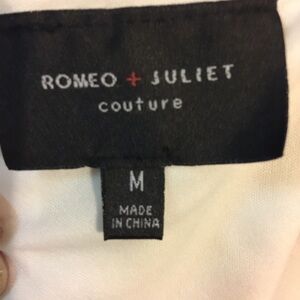 ROMEO + JULIET
couture
M
MADE
IN CHINA